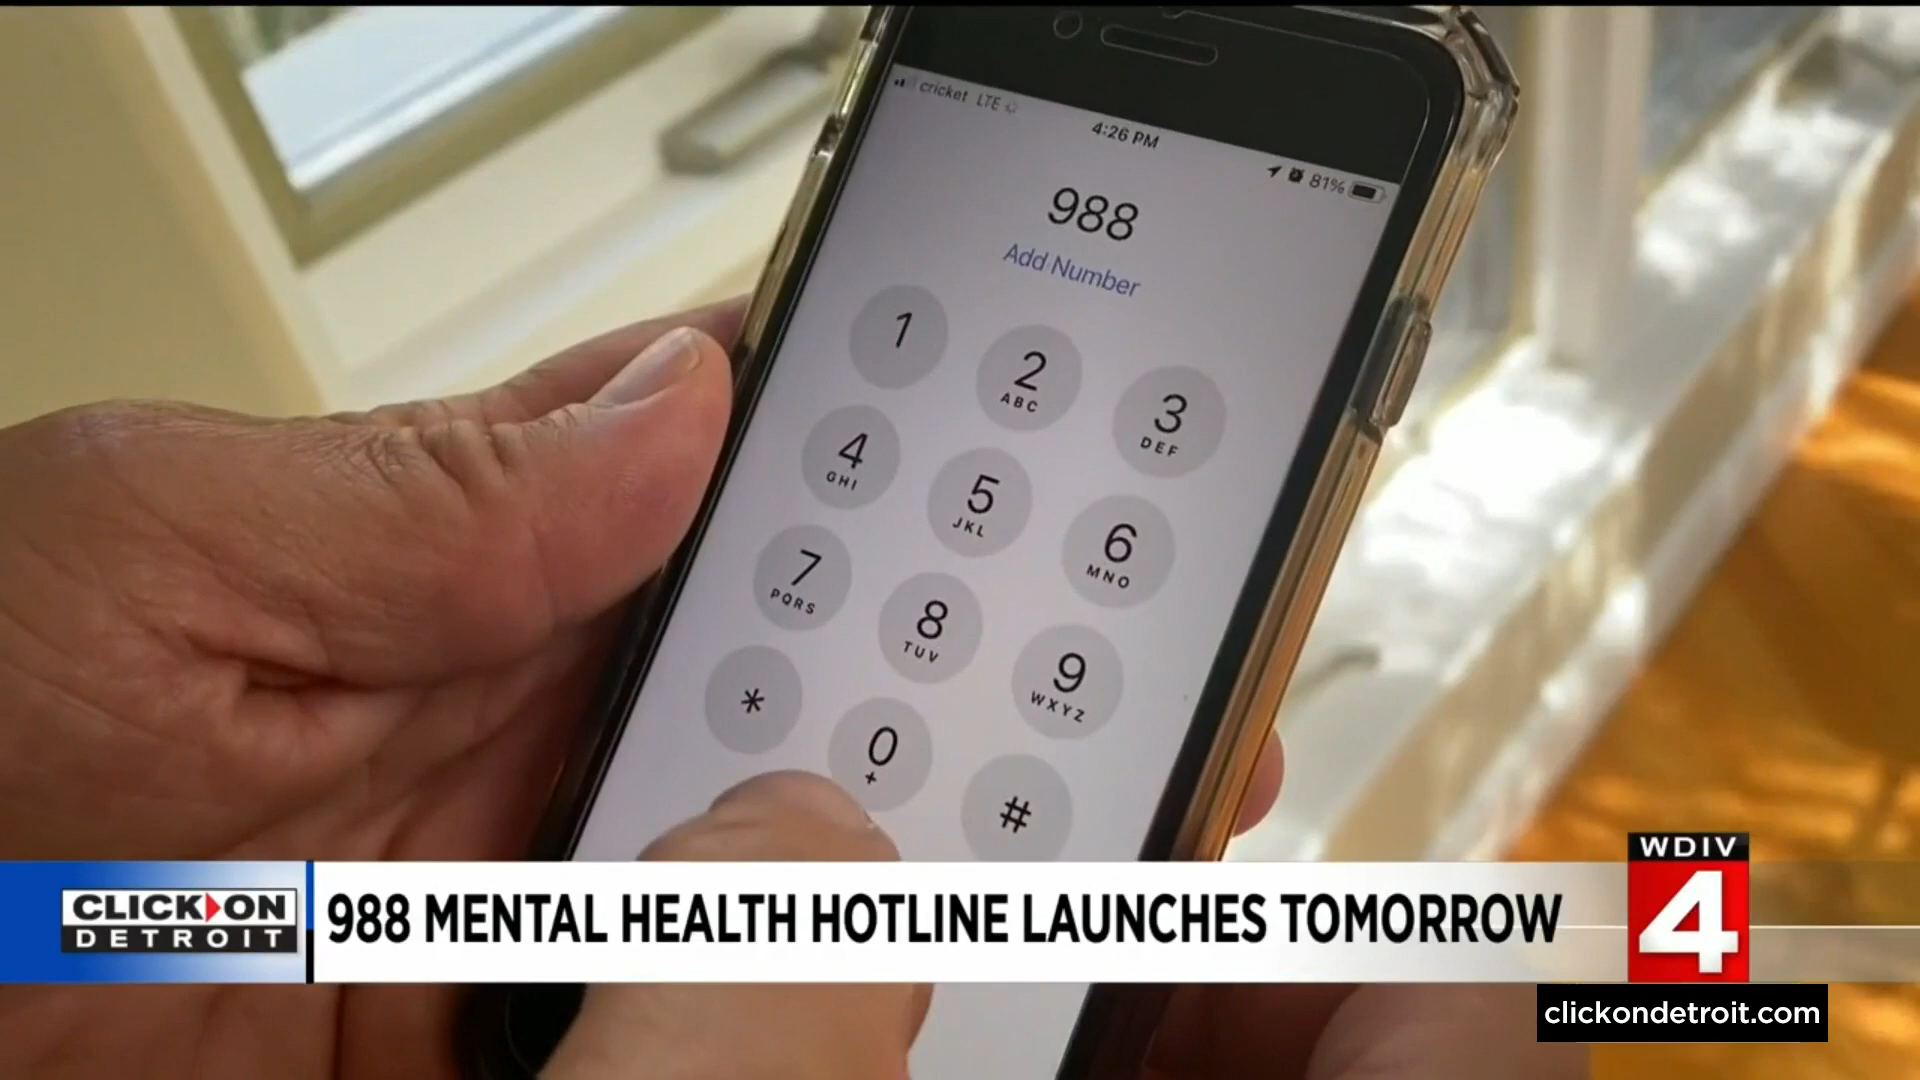 cricket LTE
4:26 PM
81%
988
Add Number
1
2
ABC
3
DEF
4
GHI
5
JKL
6
MNO
7
PQRS
8
TUV
9
WXYZ
*
0
+
#
CLICK ON
DETROIT
988 MENTAL HEALTH HOTLINE LAUNCHES TOMORROW
WDIV
4
clickondetroit.com